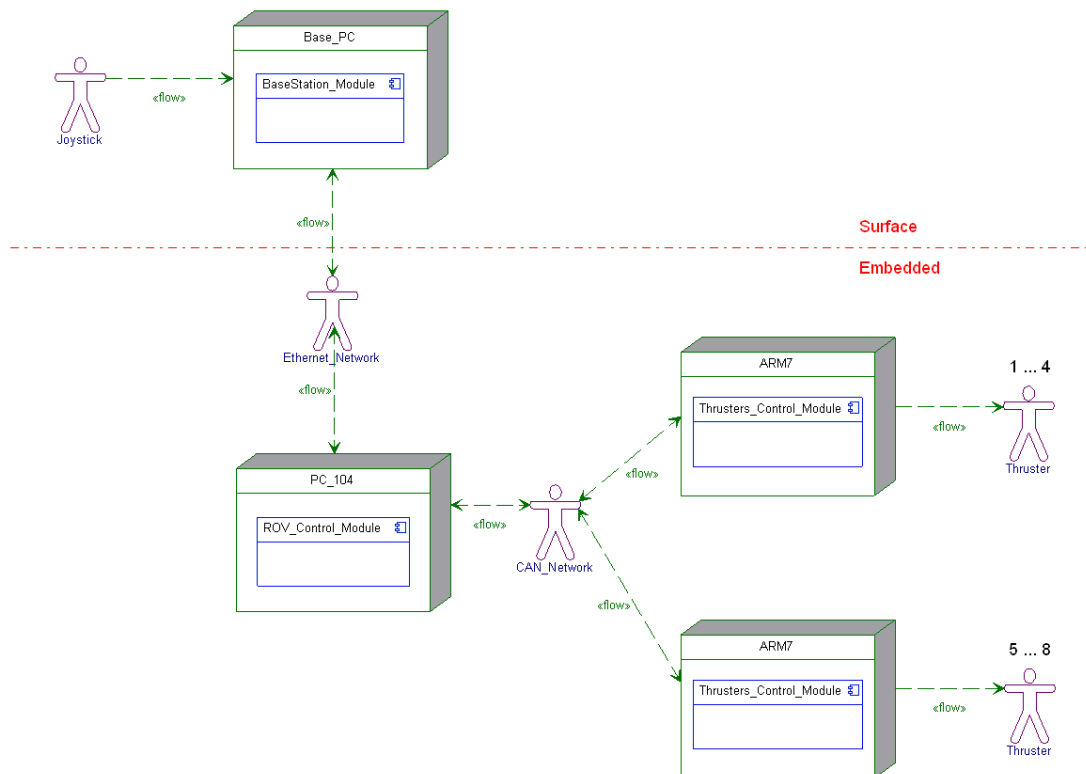 Base_PC
BaseStation_Module
«flow»
Joystick
«flow»
Surface
Embedded
Ethernet_Network
«flow»
ARM7
1 ... 4
Thrusters_Control_Module
«flow»
Thruster
«flow»
PC_104
ROV_Control_Module
«flow»
CAN_Network
«flow»
ARM7
5 ... 8
Thrusters_Control_Module
«flow»
Thruster